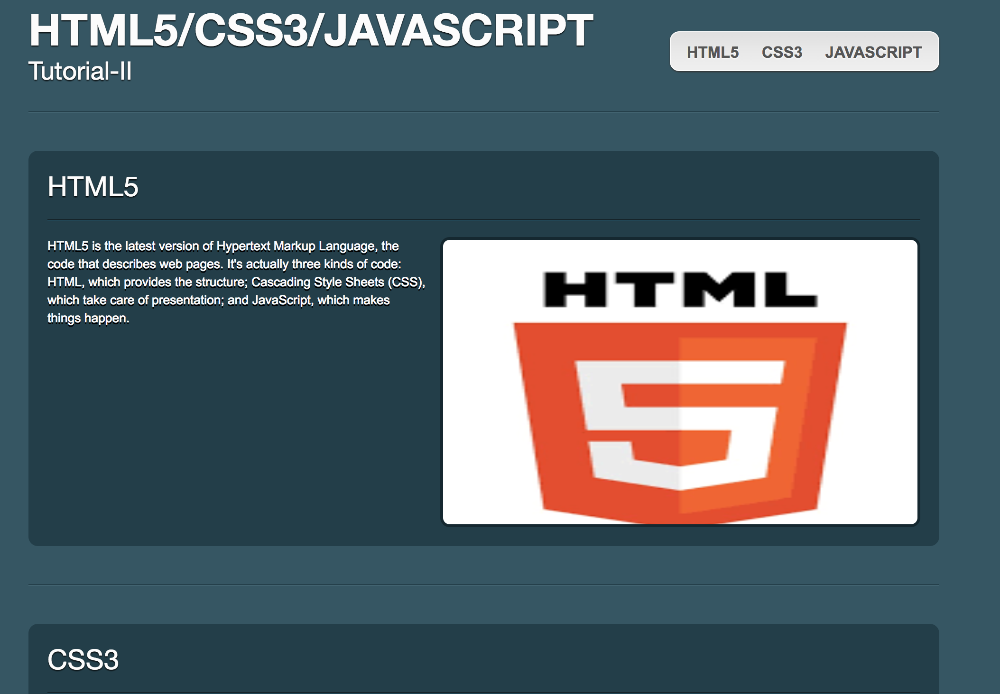 HTML5/CSS3/JAVASCRIPT
Tutorial-II
HTML5 CSS3 JAVASCRIPT
HTML5
HTML5 is the latest version of Hypertext Markup Language, the
code that describes web pages. It's actually three kinds of code:
HTML, which provides the structure; Cascading Style Sheets (CSS),
which take care of presentation; and JavaScript, which makes
things happen.
HTML
5
CSS3